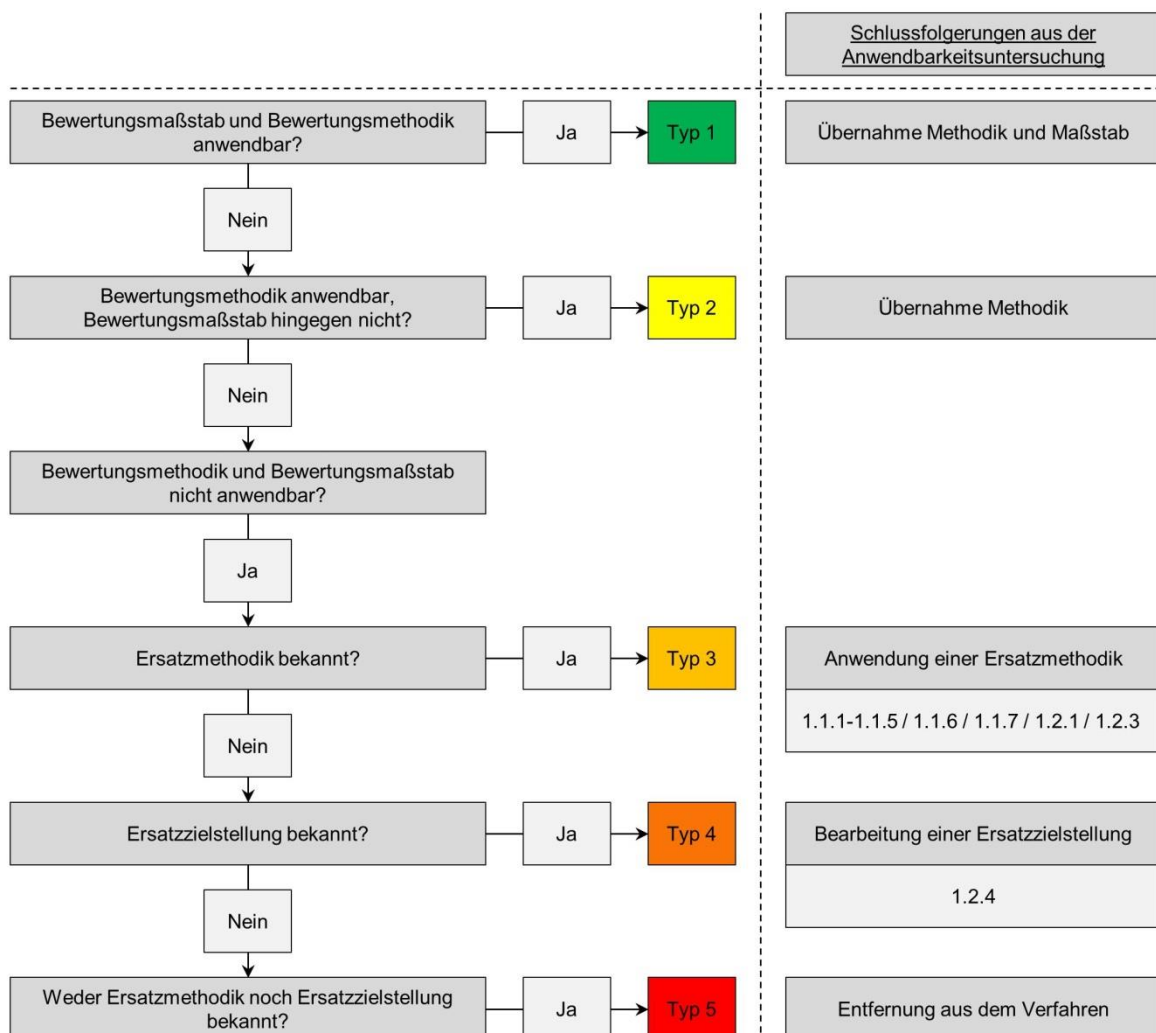 Schlussfolgerungen aus der
Anwendbarkeitsuntersuchung
Bewertungsmaßstab und Bewertungsmethodik
anwendbar?
Ja
Typ 1
Übernahme Methodik und Maßstab
Nein
Bewertungsmethodik anwendbar,
Bewertungsmaßstab hingegen nicht?
Ja
Typ 2
Übernahme Methodik
Nein
Bewertungsmethodik und Bewertungsmaßstab
nicht anwendbar?
Ja
Ersatzmethodik bekannt?
Ja
Typ 3
Anwendung einer Ersatzmethodik
1.1.1-1.1.5 / 1.1.6 / 1.1.7 / 1.2.1 / 1.2.3
Nein
Ersatzzielstellung bekannt?
Ja
Typ 4
Bearbeitung einer Ersatzzielstellung
1.2.4
Nein
Weder Ersatzmethodik noch Ersatzzielstellung
bekannt?
Ja
Typ 5
Entfernung aus dem Verfahren